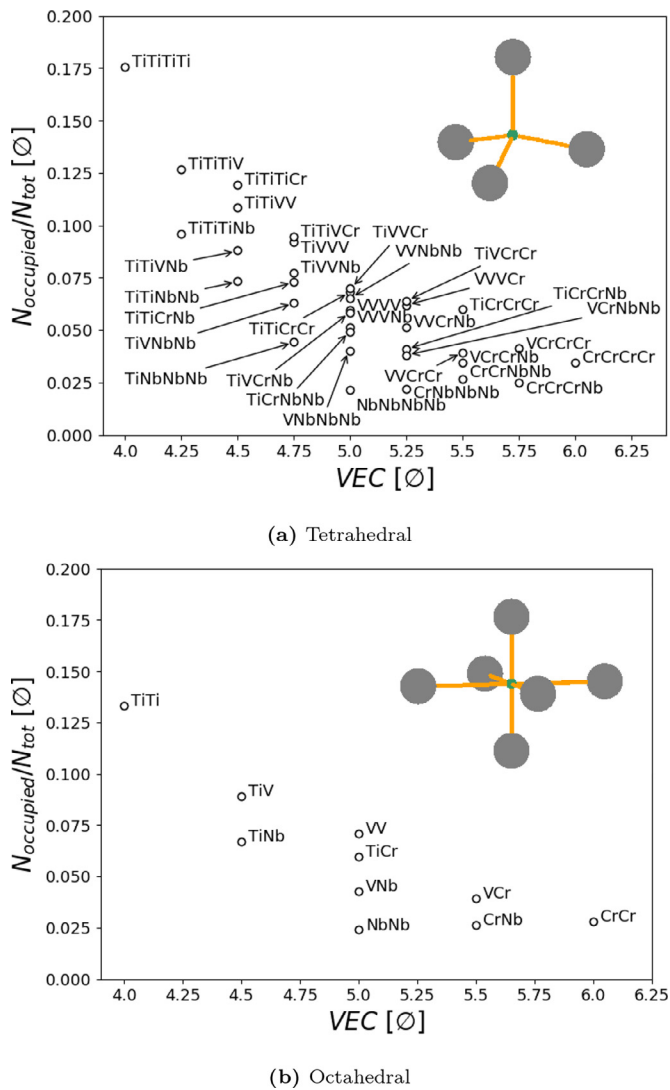 0.200
0.175
0.150
0.125
0.100
0.075
0.050
0.025
0.000
N_occupied/N_tot [∅]
TiTiTiTi
TiTiTiV
TiTiTiCr
TiTiVV
TiTiTiNb
TiTiVCr
TiVVV
TiVVCr
VVNbNb
TiVCrCr
TiTiVNb
TiVVNb
VVVCr
TiTiNbNb
TiCrCrNb
TiTiCrNb
VVVV
TiCrCrCr
VCrNbNb
TiTiCrCr
VVVNb
VVCrNb
TiVNbNb
TiNbNbNb
TiVCrNb
VVCrCr
VCrCrNb
VCrCrCr
CrCrCrCr
TiCrNbNb
CrCrNbNb
VNbNbNb
CrNbNbNb
CrCrCrNb
NbNbNbNb
4.0 4.25 4.5 4.75 5.0 5.25 5.5 5.75 6.0 6.25
VEC [∅]
(a) Tetrahedral
0.200
0.175
0.150
0.125
0.100
0.075
0.050
0.025
0.000
N_occupied/N_tot [∅]
TiTi
TiV
TiNb
VV
TiCr
VNb
VCr
NbNb
CrNb
CrCr
4.0 4.25 4.5 4.75 5.0 5.25 5.5 5.75 6.0 6.25
VEC [∅]
(b) Octahedral